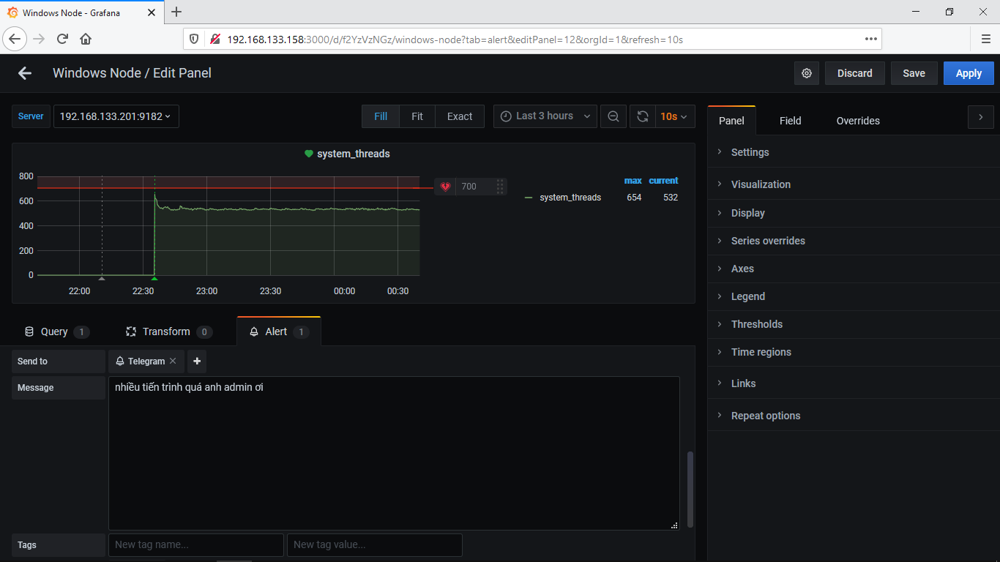 Windows Node - Grafana
192.168.133.158:3000/d/f2YzVzNGz/windows-node?tab=alert&editPanel=12&orgId=1&refresh=10s
Windows Node / Edit Panel
Discard
Save
Apply
Server
192.168.133.201:9182
Fill
Fit
Exact
Last 3 hours
10s
Panel
Field
Overrides
system_threads
800
600
400
200
0
22:00
22:30
23:00
23:30
00:00
00:30
700
max current
system_threads 654 532
Settings
Visualization
Display
Series overrides
Axes
Legend
Thresholds
Time regions
Links
Repeat options
Query 1
Transform 0
Alert 1
Send to
Telegram
Message
nhiều tiến trình quá anh admin ơi
Tags
New tag name...
New tag value...